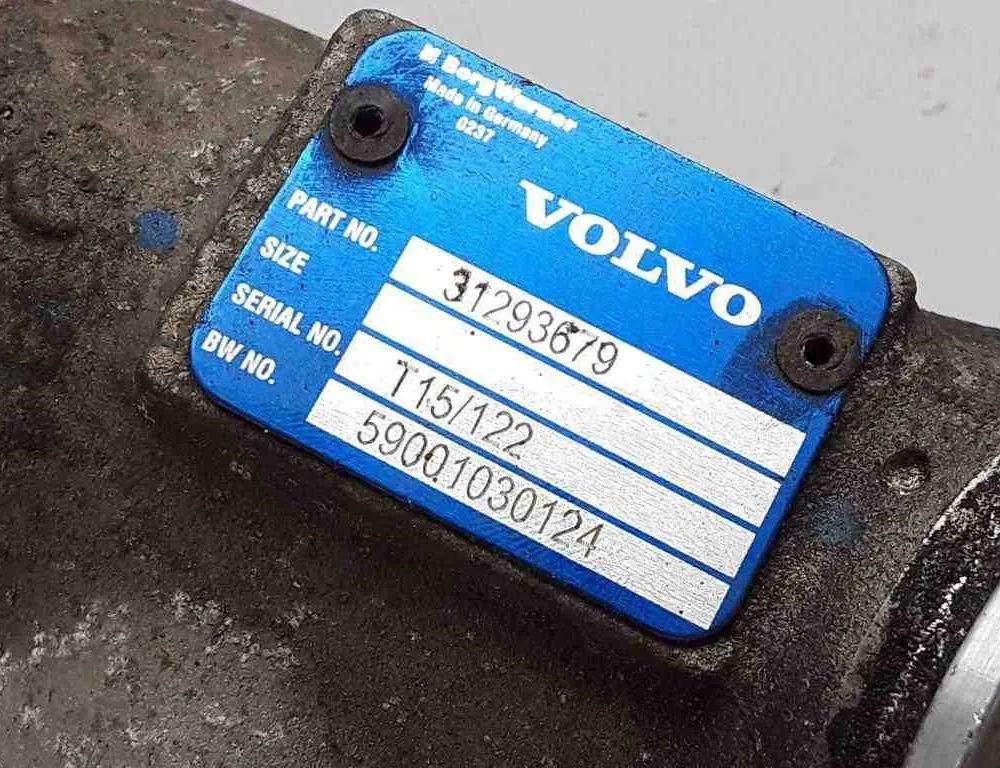 BorgWarner
Made in Germany
0237
VOLVO
PART NO. 31293679
SIZE
SERIAL NO. T15/122
BW NO. 59001030124